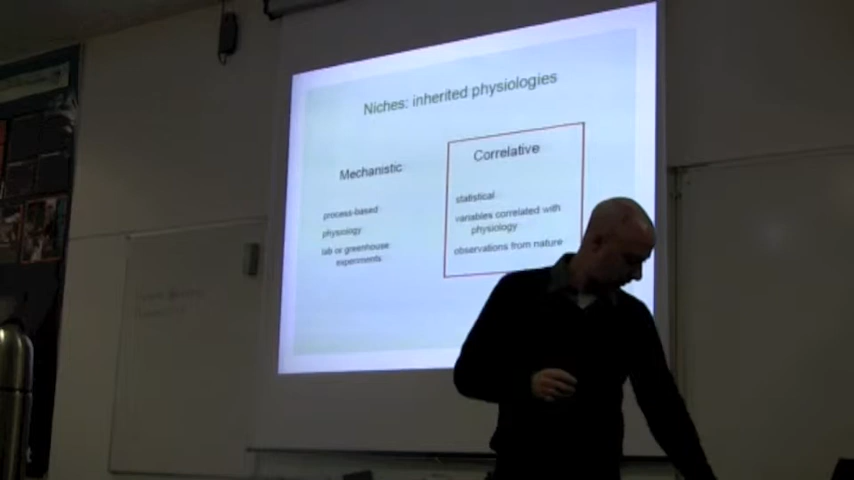 Niches: inherited physiologies
Mechanistic
process-based
physiology
lab or greenhouse
experiments
Correlative
statistical
variables correlated with
physiology
observations from nature